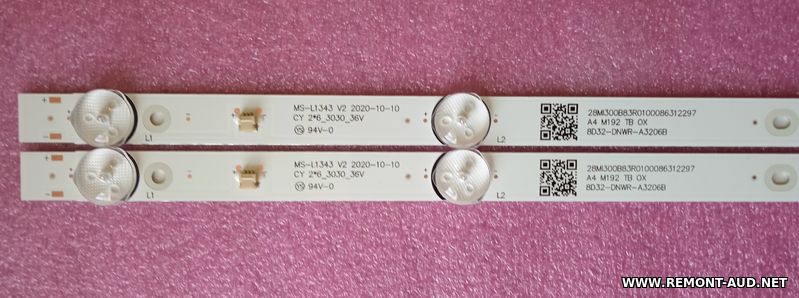 MS-L1343 V2 2020-10-10
CY 2*6_3030_36V
94V-0
L1
L2
28MI300B83R0100086312297
A4 M192 TB OX
8D32-DNWR-A3206B
MS-L1343 V2 2020-10-10
CY 2*6_3030_36V
94V-0
L1
L2
28MI300B83R0100086312297
A4 M192 TB OX
8D32-DNWR-A3206B
WWW.REMONT-AUD.NET